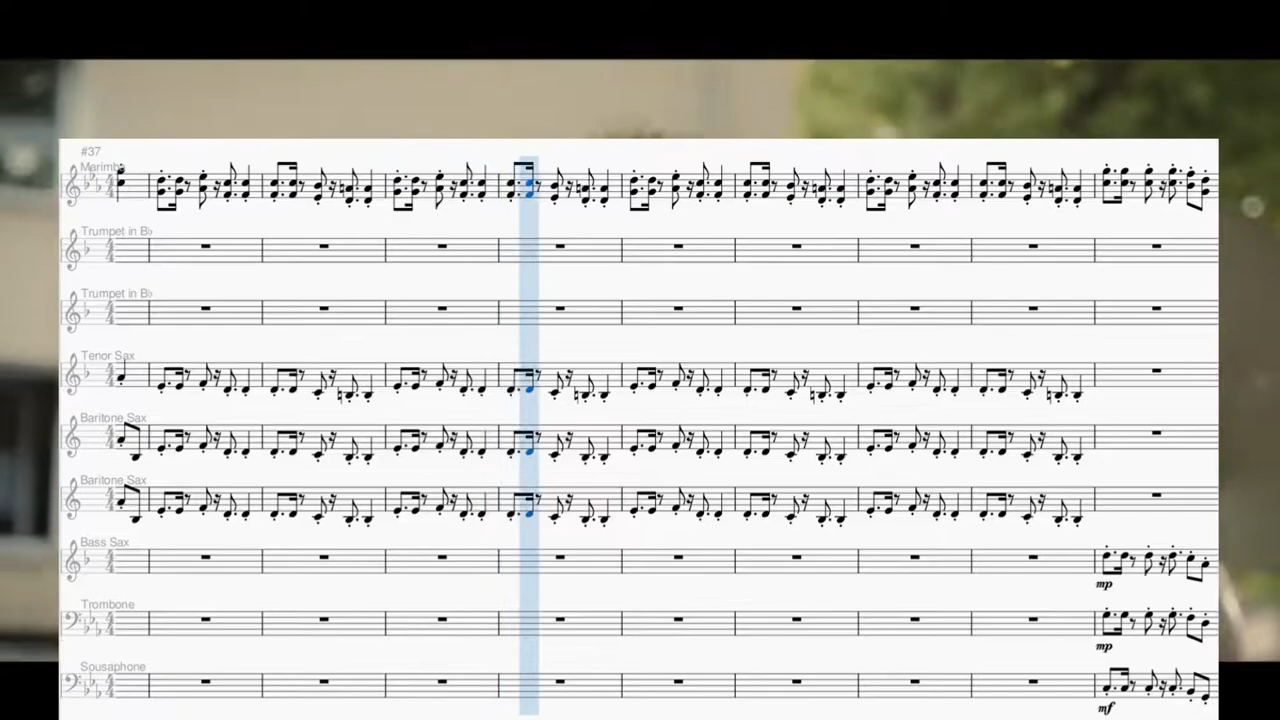 #37
Marimba
Trumpet in B♭
Trumpet in B♭
Tenor Sax
Baritone Sax
Baritone Sax
Bass Sax
mp
Trombone
mp
Sousaphone
mf